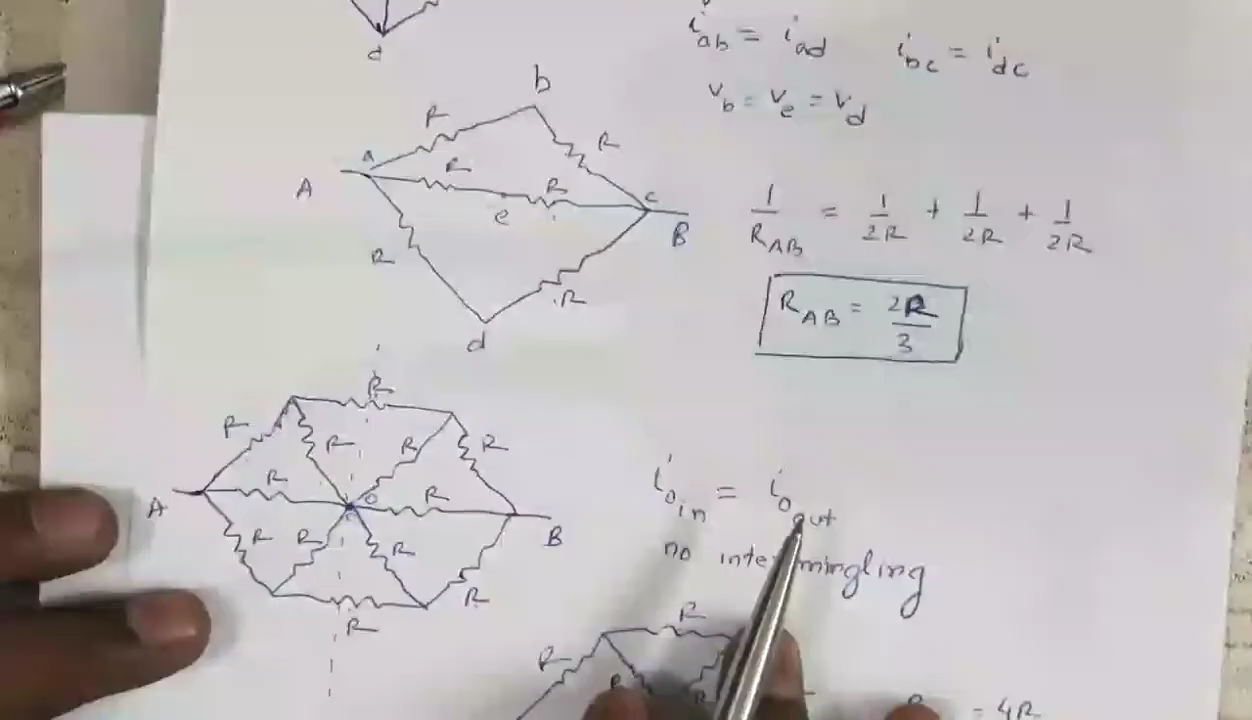 d
i_ab = i_ad    i_bc = i_dc
v_b = v_e = v_d
b
R
R
a
R
R
A
e
c
B
R
R
d
1/R_AB = 1/2R + 1/2R + 1/2R
R_AB = 2R/3
R
R
R
R
R
R
R
A
o
B
R
R
R
R
R
i_o in = i_o out
no intermingling
R
R
R
R
= 4R